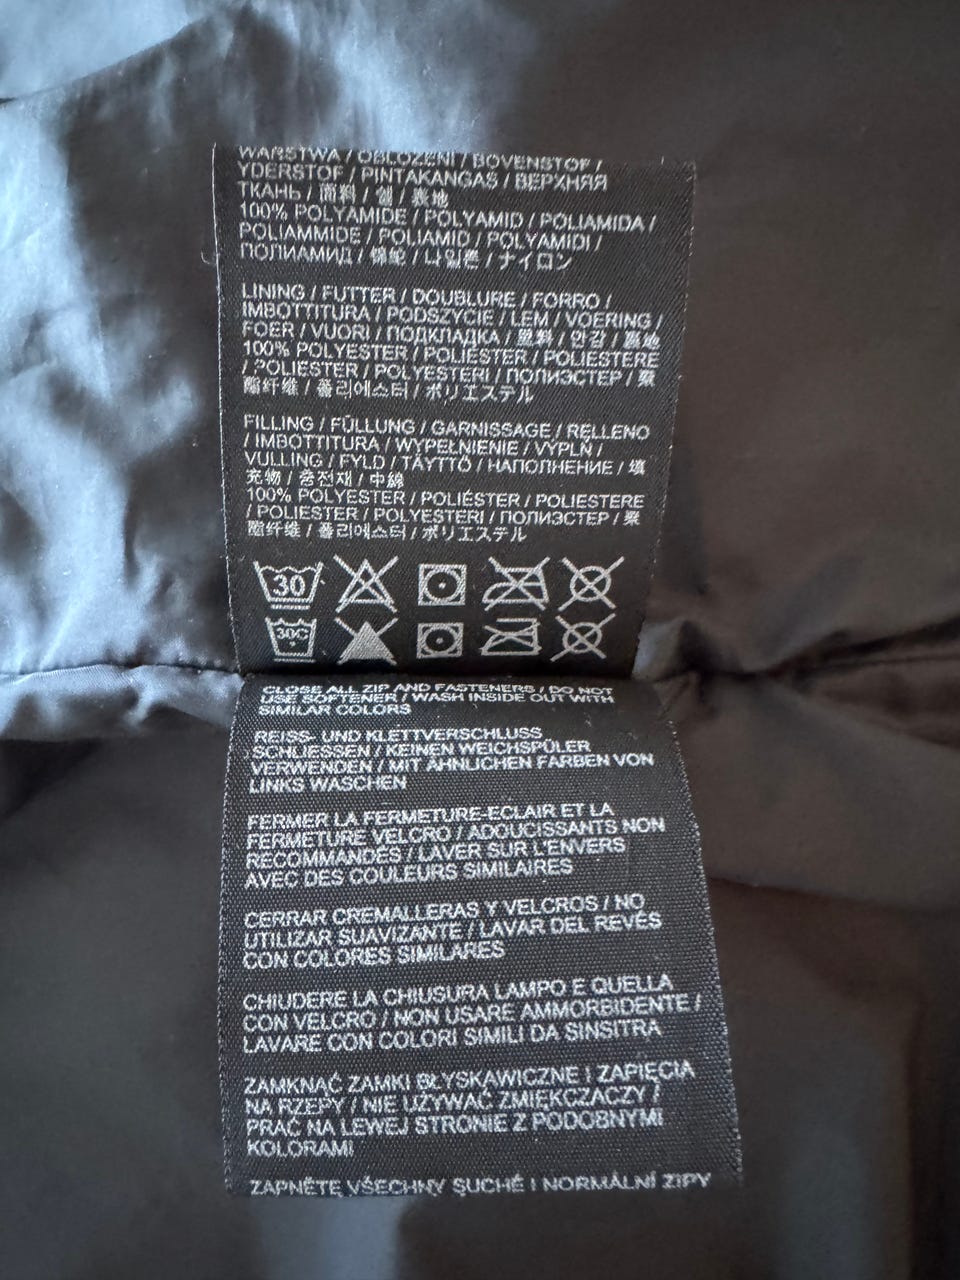 WARSTWA / OBLOŽENÍ / BOVENSTOF /
YDERSTOF / PINTAKANGAS / ВЕРХНЯЯ
ТКАНЬ / 面料 / 겉 / 表地
100% POLYAMIDE / POLYAMID / POLIAMIDA /
POLIAMMIDE / POLIAMID / POLYAMIDI /
ПОЛИАМИД / 锦纶 / 나일론 / ナイロン
LINING / FUTTER / DOUBLURE / FORRO /
IMBOTTITURA / PODSZYCIE / LEM / VOERING /
FOER / VUORI / ПОДКЛАДКА / 里料 / 안감 / 裏地
100% POLYESTER / POLIÉSTER / POLIESTERE
/ POLIESTER / POLYESTERI / ПОЛИЭСТЕР / 聚
酯纤维 / 폴리에스터 / ポリエステル
FILLING / FÜLLUNG / GARNISSAGE / RELLENO
/ IMBOTTITURA / WYPEŁNIENIE / VÝPLŇ /
VULLING / FYLD / TÄYTTÖ / НАПОЛНЕНИЕ / 填
充物 / 충전재 / 中綿
100% POLYESTER / POLIÉSTER / POLIESTERE
/ POLIESTER / POLYESTERI / ПОЛИЭСТЕР / 聚
酯纤维 / 폴리에스터 / ポリエステル
30
30C
CLOSE ALL ZIP AND FASTENERS / DO NOT
USE SOFTENER / WASH INSIDE OUT WITH
SIMILAR COLORS
REISS- UND KLETTVERSCHLUSS
SCHLIESSEN / KEINEN WEICHSPÜLER
VERWENDEN / MIT ÄHNLICHEN FARBEN VON
LINKS WASCHEN
FERMER LA FERMETURE-ECLAIR ET LA
FERMETURE VELCRO / ADOUCISSANTS NON
RECOMMANDÉS / LAVER SUR L'ENVERS
AVEC DES COULEURS SIMILAIRES
CERRAR CREMALLERAS Y VELCROS / NO
UTILIZAR SUAVIZANTE / LAVAR DEL REVÉS
CON COLORES SIMILARES
CHIUDERE LA CHIUSURA LAMPO E QUELLA
CON VELCRO / NON USARE AMMORBIDENTE /
LAVARE CON COLORI SIMILI DA SINSITRA
ZAMKNĄĆ ZAMKI BŁYSKAWICZNE I ZAPIĘCIA
NA RZEPY / NIE UŻYWAĆ ZMIĘKCZACZY /
PRAĆ NA LEWEJ STRONIE Z PODOBNYMI
KOLORAMI
ZAPNĚTE VŠECHNY SUCHÉ I NORMÁLNÍ ZIPY